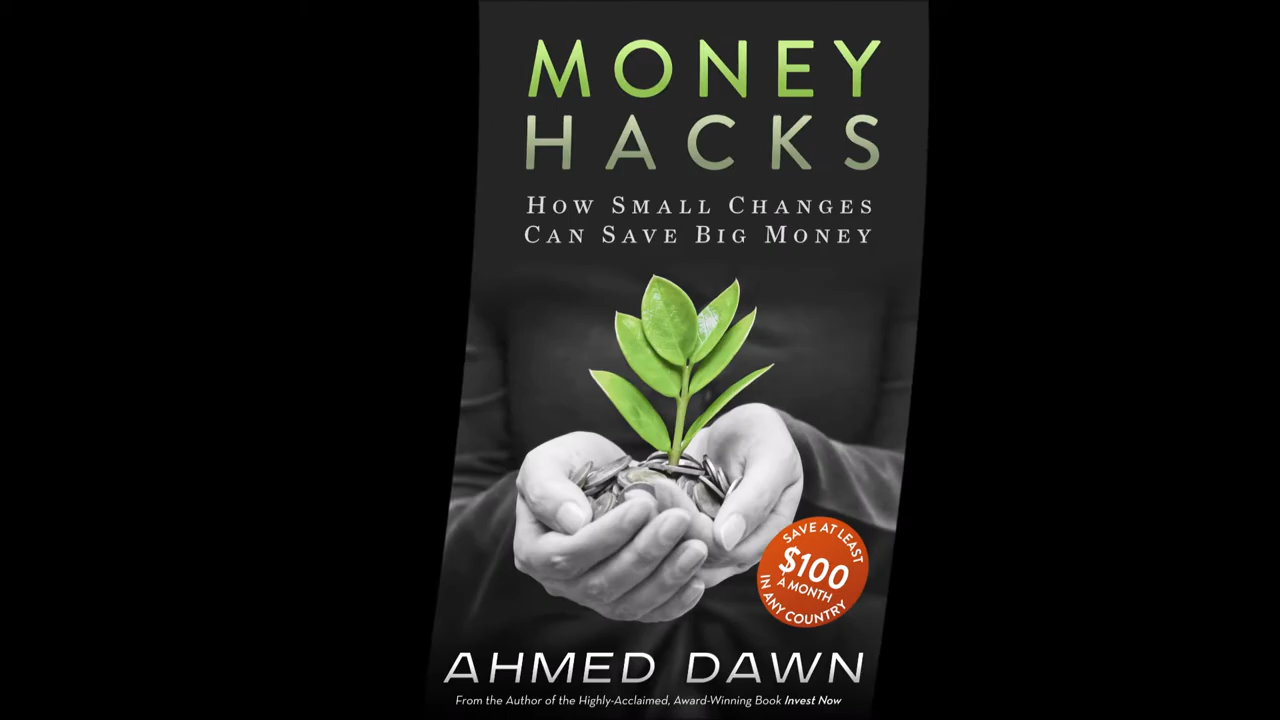 MONEY
HACKS
HOW SMALL CHANGES
CAN SAVE BIG MONEY
SAVE AT LEAST
$100
A MONTH
IN ANY COUNTRY
AHMED DAWN
From the Author of the Highly-Acclaimed, Award-Winning Book Invest Now